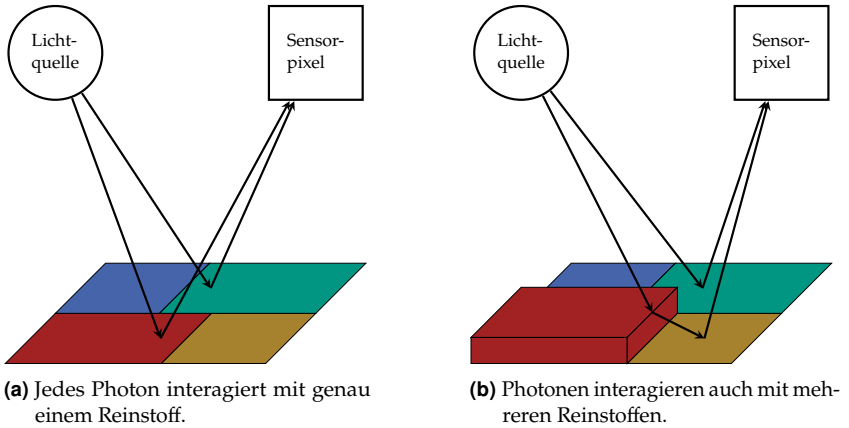 Licht-
quelle
Sensor-
pixel
Licht-
quelle
Sensor-
pixel
(a) Jedes Photon interagiert mit genau
einem Reinstoff.
(b) Photonen interagieren auch mit meh-
reren Reinstoffen.